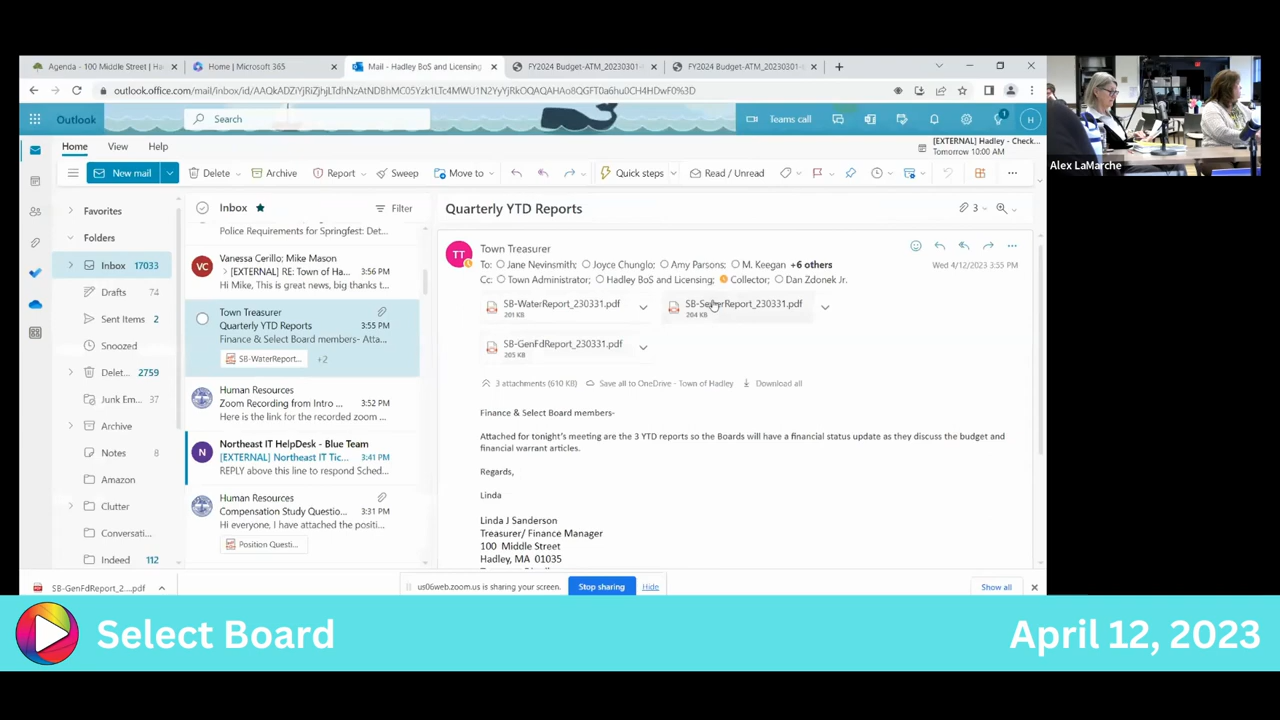 Agenda - 100 Middle Street | Ha
Home | Microsoft 365
Mail - Hadley BoS and Licensing
FY2024 Budget-ATM_20230301-
FY2024 Budget-ATM_20230301-
Outlook
Search
Teams call
H
Home
View
Help
[EXTERNAL] Hadley - Check...
Tomorrow 10:00 AM
New mail
Delete
Archive
Report
Sweep
Move to
Quick steps
Read / Unread
Favorites
Folders
Inbox 17033
Drafts 74
Sent Items 2
Snoozed
Delet... 2759
Junk Em... 37
Archive
Notes 8
Amazon
Clutter
Conversati...
Indeed 112
Inbox
Filter
Police Requirements for Springfest: Det...
VC
Vanessa Cerillo; Mike Mason
[EXTERNAL] RE: Town of Ha... 3:56 PM
Hi Mike, This is great news, big thanks t...
Town Treasurer
Quarterly YTD Reports 3:55 PM
Finance & Select Board members- Atta...
SB-WaterReport... +2
Human Resources
Zoom Recording from Intro ... 3:52 PM
Here is the link for the recorded zoom ...
N
Northeast IT HelpDesk - Blue Team
[EXTERNAL] Northeast IT Tic... 3:41 PM
REPLY above this line to respond Sched...
Human Resources
Compensation Study Questio... 3:31 PM
Hi everyone, I have attached the positi...
Position Questi...
Quarterly YTD Reports
3
TT
Town Treasurer
To: Jane Nevinsmith; Joyce Chunglo; Amy Parsons; M. Keegan +6 others
Wed 4/12/2023 3:55 PM
Cc: Town Administrator; Hadley BoS and Licensing; Collector; Dan Zdonek Jr.
SB-WaterReport_230331.pdf
201 KB
SB-SewerReport_230331.pdf
204 KB
SB-GenFdReport_230331.pdf
205 KB
3 attachments (610 KB) Save all to OneDrive - Town of Hadley Download all
Finance & Select Board members-
Attached for tonight's meeting are the 3 YTD reports so the Boards will have a financial status update as they discuss the budget and
financial warrant articles.
Regards,
Linda
Linda J Sanderson
Treasurer/ Finance Manager
100 Middle Street
Hadley, MA 01035
SB-GenFdReport_2....pdf
us06web.zoom.us is sharing your screen.
Stop sharing
Hide
Show all
Alex LaMarche
Select Board
April 12, 2023